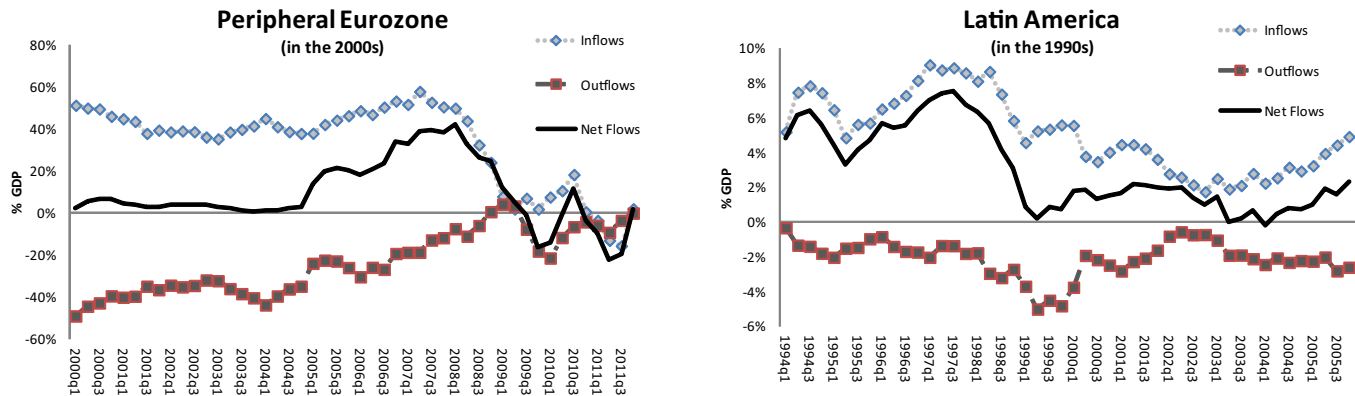 Peripheral Eurozone
(in the 2000s)
Inflows
Outflows
Net Flows
% GDP
80%
60%
40%
20%
0%
-20%
-40%
-60%
2000q1
2000q3
2001q1
2001q3
2002q1
2002q3
2003q1
2003q3
2004q1
2004q3
2005q1
2005q3
2006q1
2006q3
2007q1
2007q3
2008q1
2008q3
2009q1
2009q3
2010q1
2010q3
2011q1
2011q3
Latin America
(in the 1990s)
Inflows
Outflows
Net Flows
% GDP
10%
8%
6%
4%
2%
0%
-2%
-4%
-6%
1994q1
1994q3
1995q1
1995q3
1996q1
1996q3
1997q1
1997q3
1998q1
1998q3
1999q1
1999q3
2000q1
2000q3
2001q1
2001q3
2002q1
2002q3
2003q1
2003q3
2004q1
2004q3
2005q1
2005q3